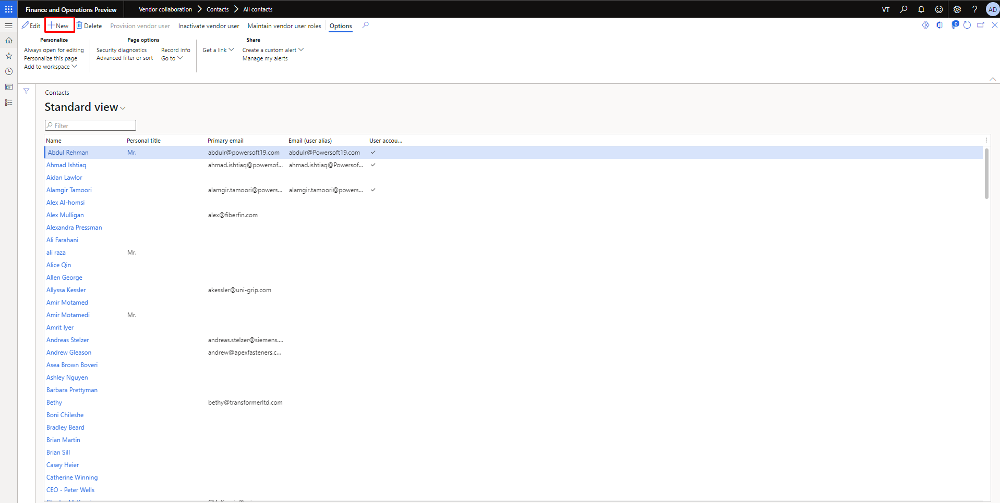 Finance and Operations Preview
Vendor collaboration Contacts All contacts
VT
AD
Edit New Delete Provision vendor user Inactivate vendor user Maintain vendor user roles Options
0
Personalize
Always open for editing
Personalize this page
Add to workspace
Page options
Security diagnostics Record info
Advanced filter or sort Go to
Share
Get a link Create a custom alert
Manage my alerts
Contacts
Standard view
Filter
Name Personal title Primary email Email (user alias) User accou...
Abdul Rehman Mr. abdulr@powersoft19.com abdulr@Powersoft19.com
Ahmad Ishtiaq ahmad.ishtiaq@powersof... ahmad.ishtiaq@Powersof...
Aidan Lawlor
Alamgir Tamoori alamgir.tamoori@powers... alamgir.tamoori@powers...
Alex Al-homsi
Alex Mulligan alex@fiberfin.com
Alexandra Pressman
Ali Farahani
ali raza Mr.
Alice Qin
Allen George
Allyssa Kessler akessler@uni-grip.com
Amir Motamed
Amir Motamedi Mr.
Amrit Iyer
Andreas Stelzer andreas.stelzer@siemens....
Andrew Gleason andrew@apexfasteners.c...
Asea Brown Boveri
Ashley Nguyen
Barbara Prettyman
Bethy bethy@transformerltd.com
Boni Chileshe
Bradley Beard
Brian Martin
Brian Sill
Casey Heier
Catherine Winning
CEO - Peter Wells